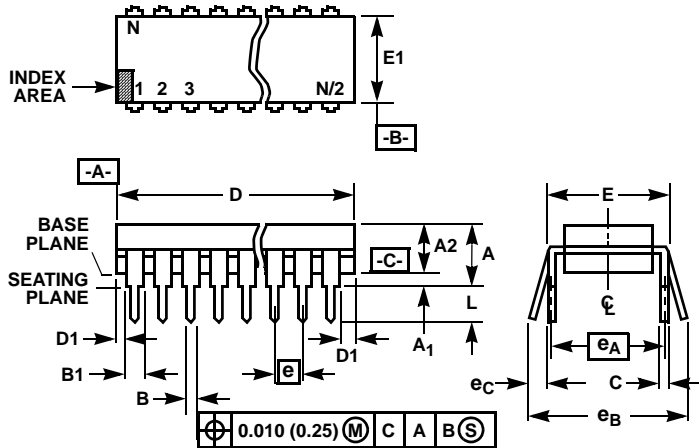 N
E1
INDEX
AREA
1 2 3 N/2
-B-
-A-
D
E
BASE
PLANE
A2
A
-C-
SEATING
PLANE
L
℄
D1
A1
D1
eA
B1
e
eC
C
B
eB
⌖ 0.010 (0.25) Ⓜ C A B Ⓢ